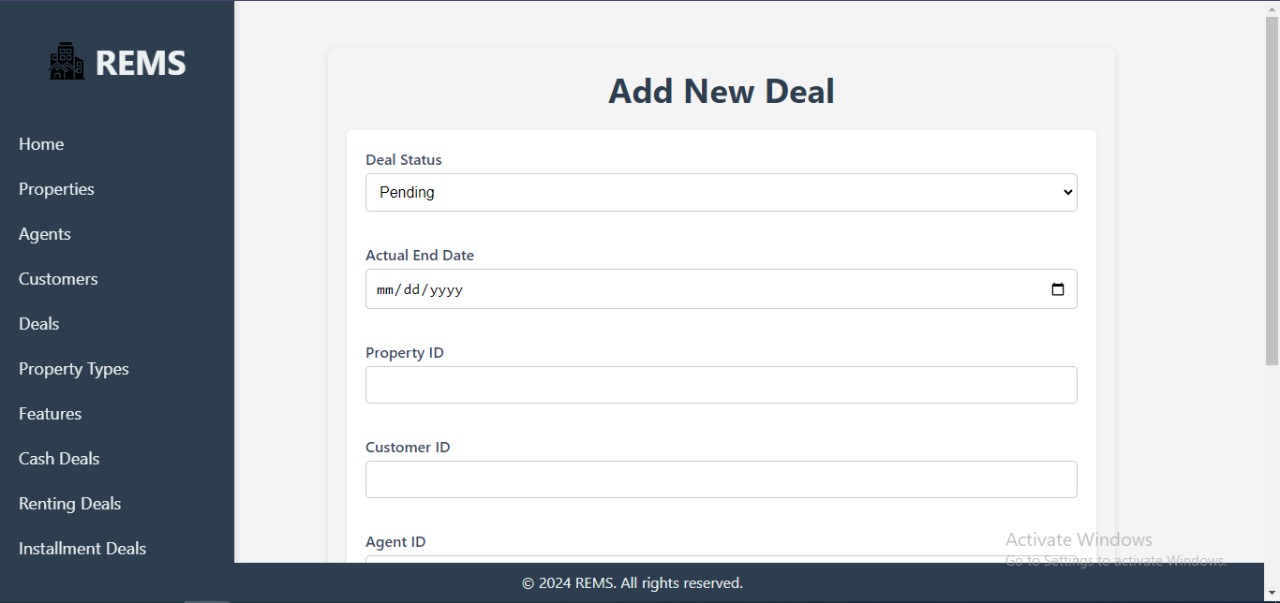 REMS
Home
Properties
Agents
Customers
Deals
Property Types
Features
Cash Deals
Renting Deals
Installment Deals
Add New Deal
Deal Status
Pending
Actual End Date
mm/dd/yyyy
Property ID
Customer ID
Agent ID
Activate Windows
Go to Settings to activate Windows.
© 2024 REMS. All rights reserved.